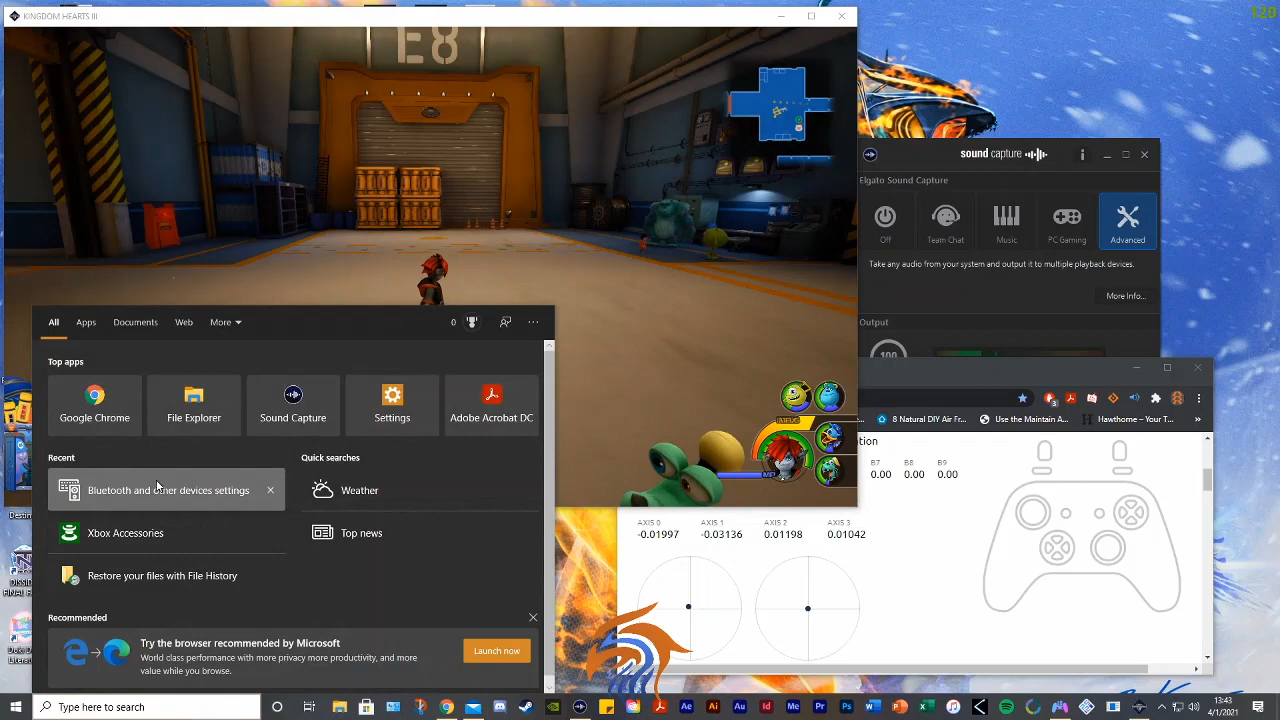 KINGDOM HEARTS III
120
E8
sound capture
Elgato Sound Capture
Off
Team Chat
Music
PC Gaming
Advanced
Take any audio from your system and output it to multiple playback devices.
More Info...
Output
100
All
Apps
Documents
Web
More
0
Top apps
Google Chrome
File Explorer
Sound Capture
Settings
Adobe Acrobat DC
Recent
Quick searches
Bluetooth and other devices settings
Weather
Xbox Accessories
Top news
Restore your files with File History
Recommended
Try the browser recommended by Microsoft
World class performance with more privacy more productivity, and more
value while you browse.
Launch now
MP
3
8 Natural DIY Air Fr...
Use the Maintain A...
Hawthorne – Way T...
B7
B8
B9
0.00
0.00
0.00
AXIS 0
AXIS 1
AXIS 2
AXIS 3
-0.01997
-0.03136
0.01198
0.01042
Type here to search
13:43
4/1/2021